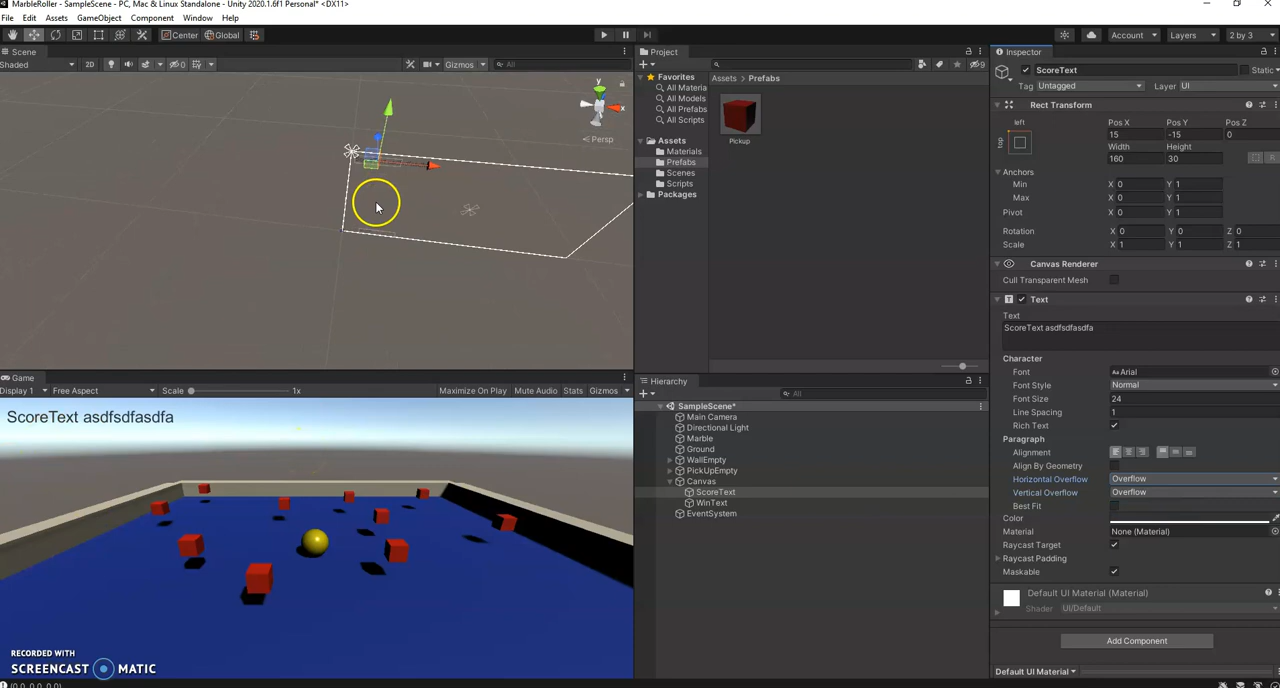 MarbleRoller - SampleScene - PC, Mac & Linux Standalone - Unity 2020.1.6f1 Personal* <DX11>
File Edit Assets GameObject Component Window Help
Center Global Account Layers 2 by 3
Scene
Shaded 2D 0 Gizmos All
y
x
Persp
Project
9
Favorites
All Materia
All Models
All Prefabs
All Scripts
Assets
Materials
Prefabs
Scenes
Scripts
Packages
Assets > Prefabs
Pickup
Game
Display 1 Free Aspect Scale 1x Maximize On Play Mute Audio Stats Gizmos
ScoreText asdfsdfasdfa
RECORDED WITH
SCREENCAST MATIC
Hierarchy
All
SampleScene*
Main Camera
Directional Light
Marble
Ground
WallEmpty
PickUpEmpty
Canvas
ScoreText
WinText
EventSystem
Inspector
ScoreText Static
Tag Untagged Layer UI
Rect Transform
left
top
Pos X Pos Y Pos Z
15 -15 0
Width Height
160 30
Anchors
Min X 0 Y 1
Max X 0 Y 1
Pivot X 0 Y 1
Rotation X 0 Y 0 Z 0
Scale X 1 Y 1 Z 1
Canvas Renderer
Cull Transparent Mesh
Text
Text
ScoreText asdfsdfasdfa
Character
Font Arial
Font Style Normal
Font Size 24
Line Spacing 1
Rich Text
Paragraph
Alignment
Align By Geometry
Horizontal Overflow Overflow
Vertical Overflow Overflow
Best Fit
Color
Material None (Material)
Raycast Target
Raycast Padding
Maskable
Default UI Material (Material)
Shader UI/Default
Add Component
Default UI Material